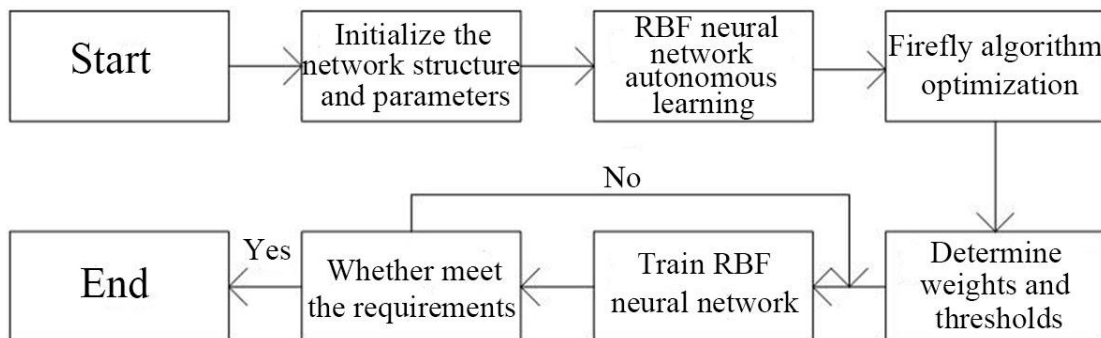 Start
Initialize the
network structure
and parameters
RBF neural
network
autonomous
learning
Firefly algorithm
optimization
No
End
Yes
Whether meet
the requirements
Train RBF
neural network
Determine
weights and
thresholds